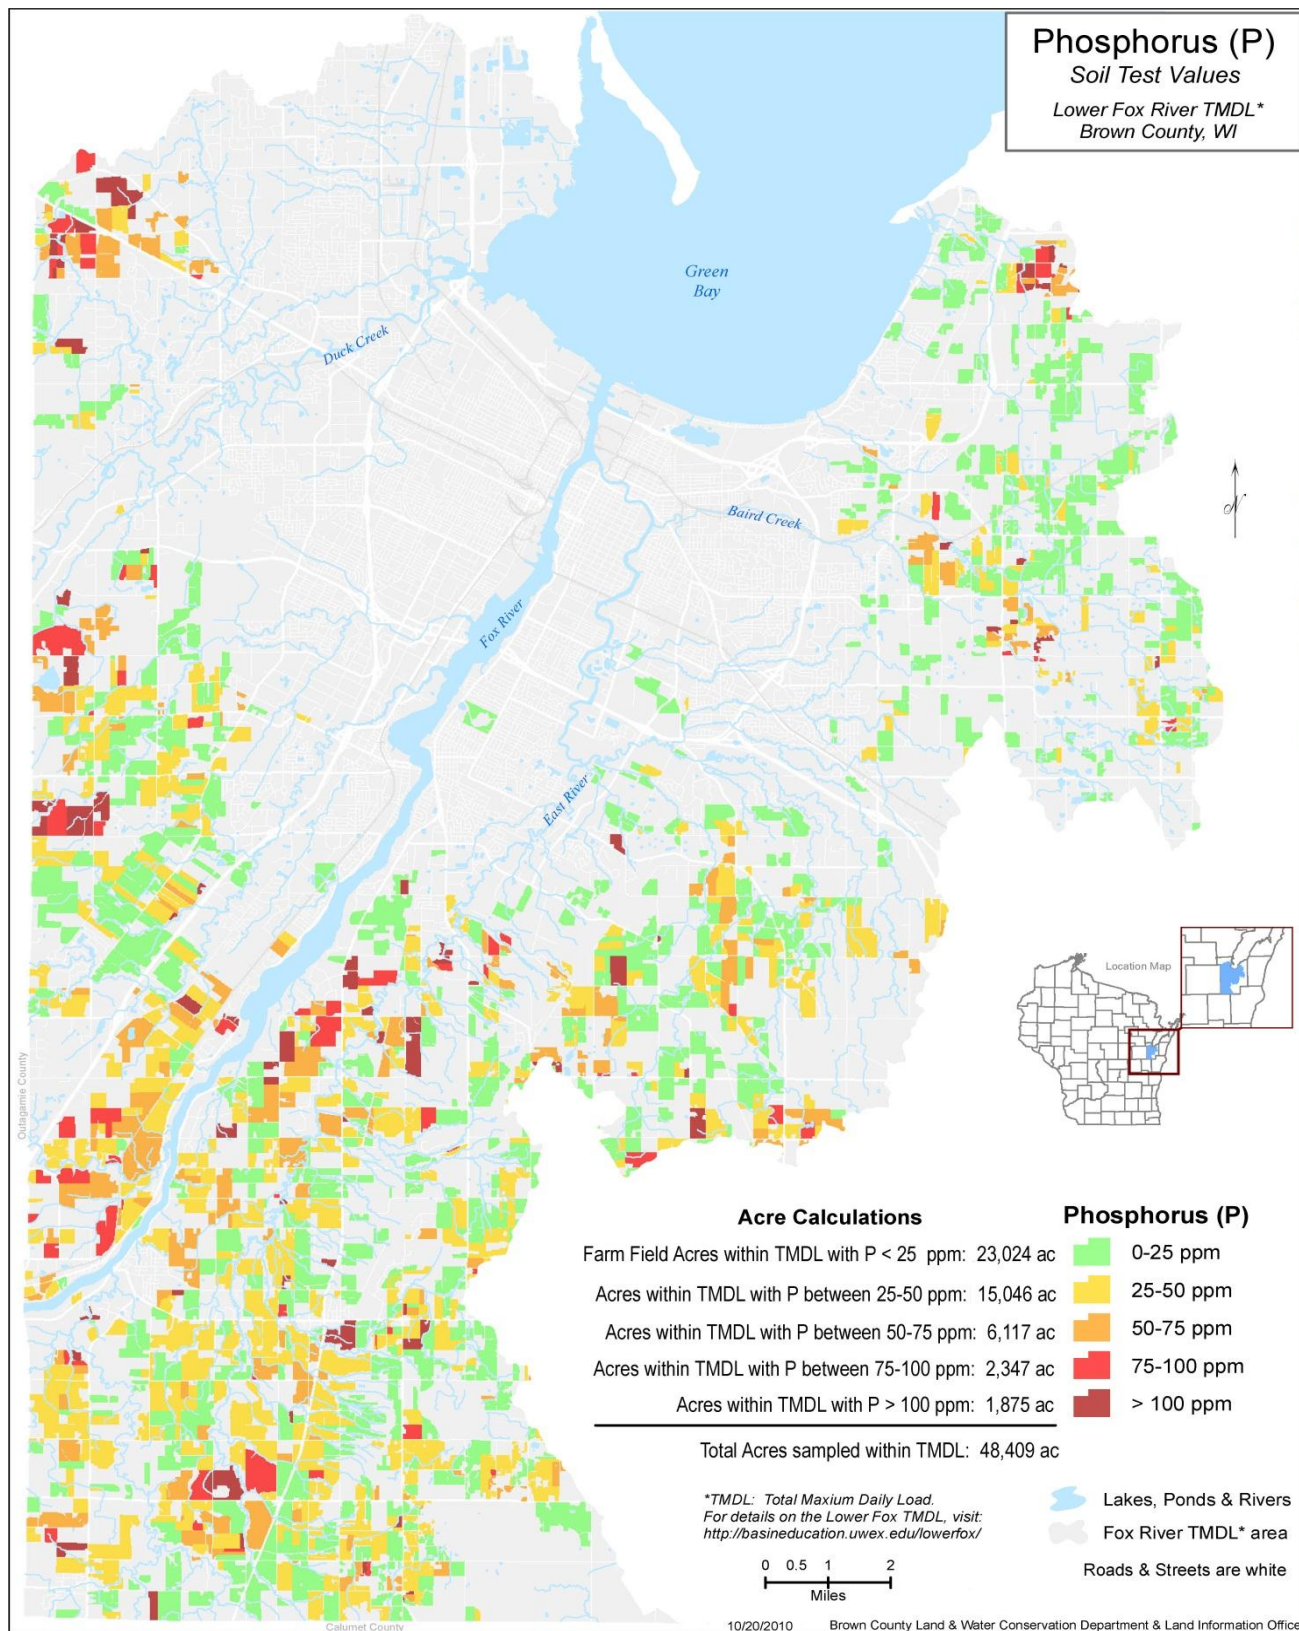 Phosphorus (P)
Soil Test Values
Lower Fox River TMDL*
Brown County, WI
Green
Bay
Duck Creek
Baird Creek
N
Fox River
East River
Location Map
Outagamie County
Acre Calculations
Farm Field Acres within TMDL with P < 25 ppm: 23,024 ac
Acres within TMDL with P between 25-50 ppm: 15,046 ac
Acres within TMDL with P between 50-75 ppm: 6,117 ac
Acres within TMDL with P between 75-100 ppm: 2,347 ac
Acres within TMDL with P > 100 ppm: 1,875 ac
Total Acres sampled within TMDL: 48,409 ac
Phosphorus (P)
0-25 ppm
25-50 ppm
50-75 ppm
75-100 ppm
> 100 ppm
*TMDL: Total Maxium Daily Load.
For details on the Lower Fox TMDL, visit:
http://basineducation.uwex.edu/lowerfox/
Lakes, Ponds & Rivers
Fox River TMDL* area
Roads & Streets are white
0 0.5 1 2
Miles
Calumet County
10/20/2010 Brown County Land & Water Conservation Department & Land Information Office